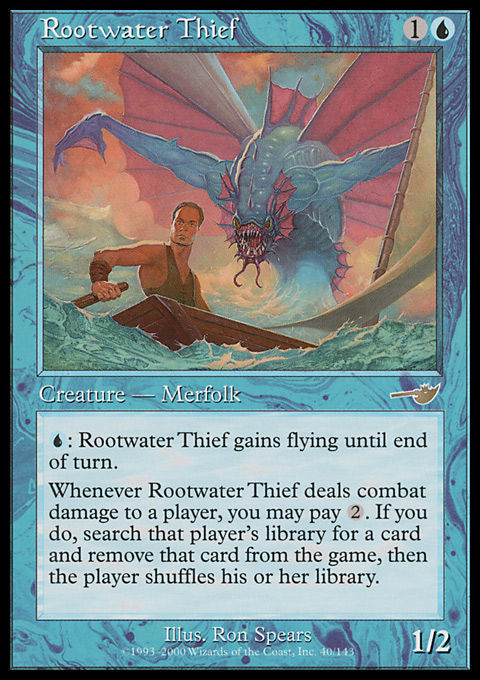 Rootwater Thief 1
Creature — Merfolk
: Rootwater Thief gains flying until end
of turn.
Whenever Rootwater Thief deals combat
damage to a player, you may pay 2. If you
do, search that player's library for a card
and remove that card from the game, then
the player shuffles his or her library.
Illus. Ron Spears
©1993-2000 Wizards of the Coast, Inc. 40/143
1/2